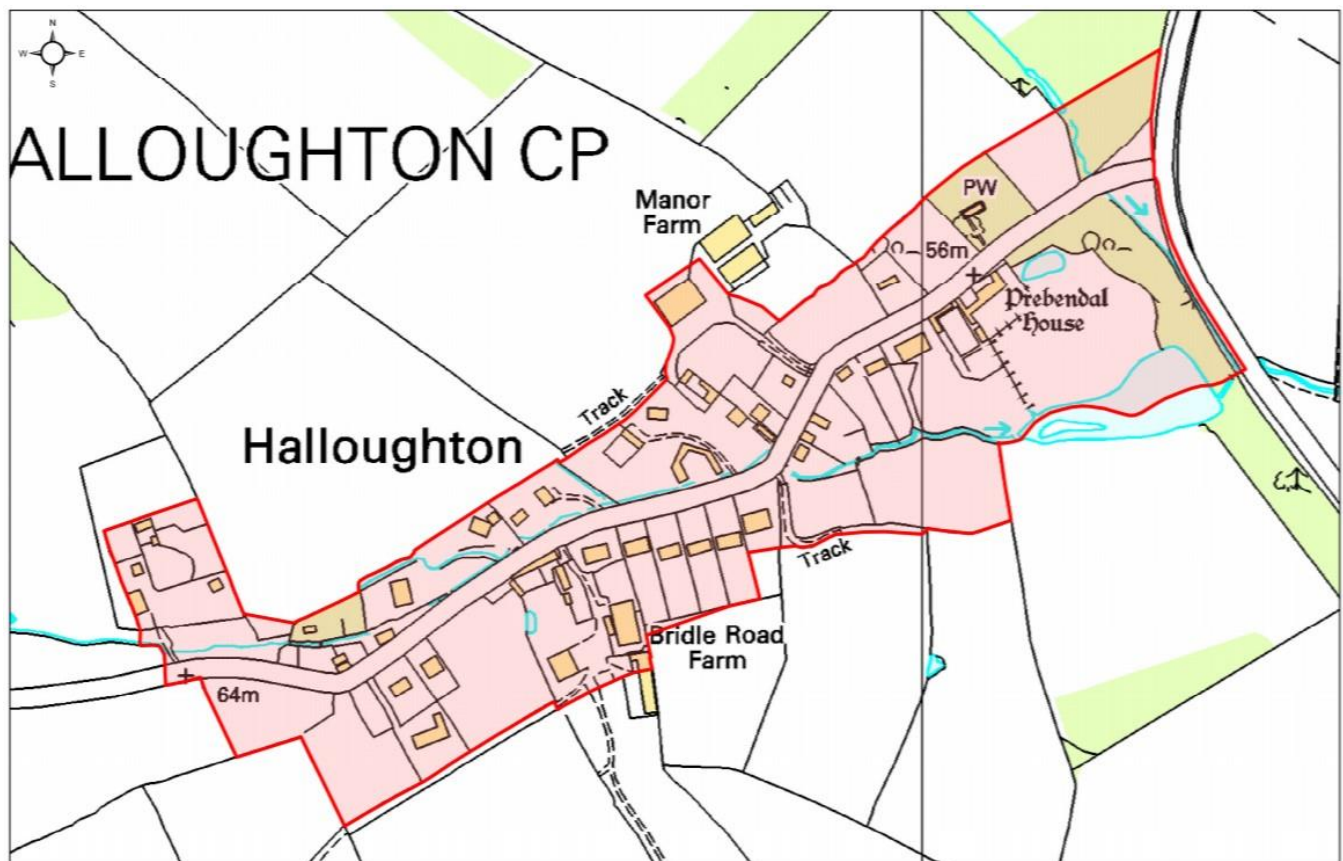 N
W E
S
ALLOUGHTON CP
Manor
Farm
PW
56m
Prebendal
House
Track
Halloughton
Track
Bridle Road
Farm
64m